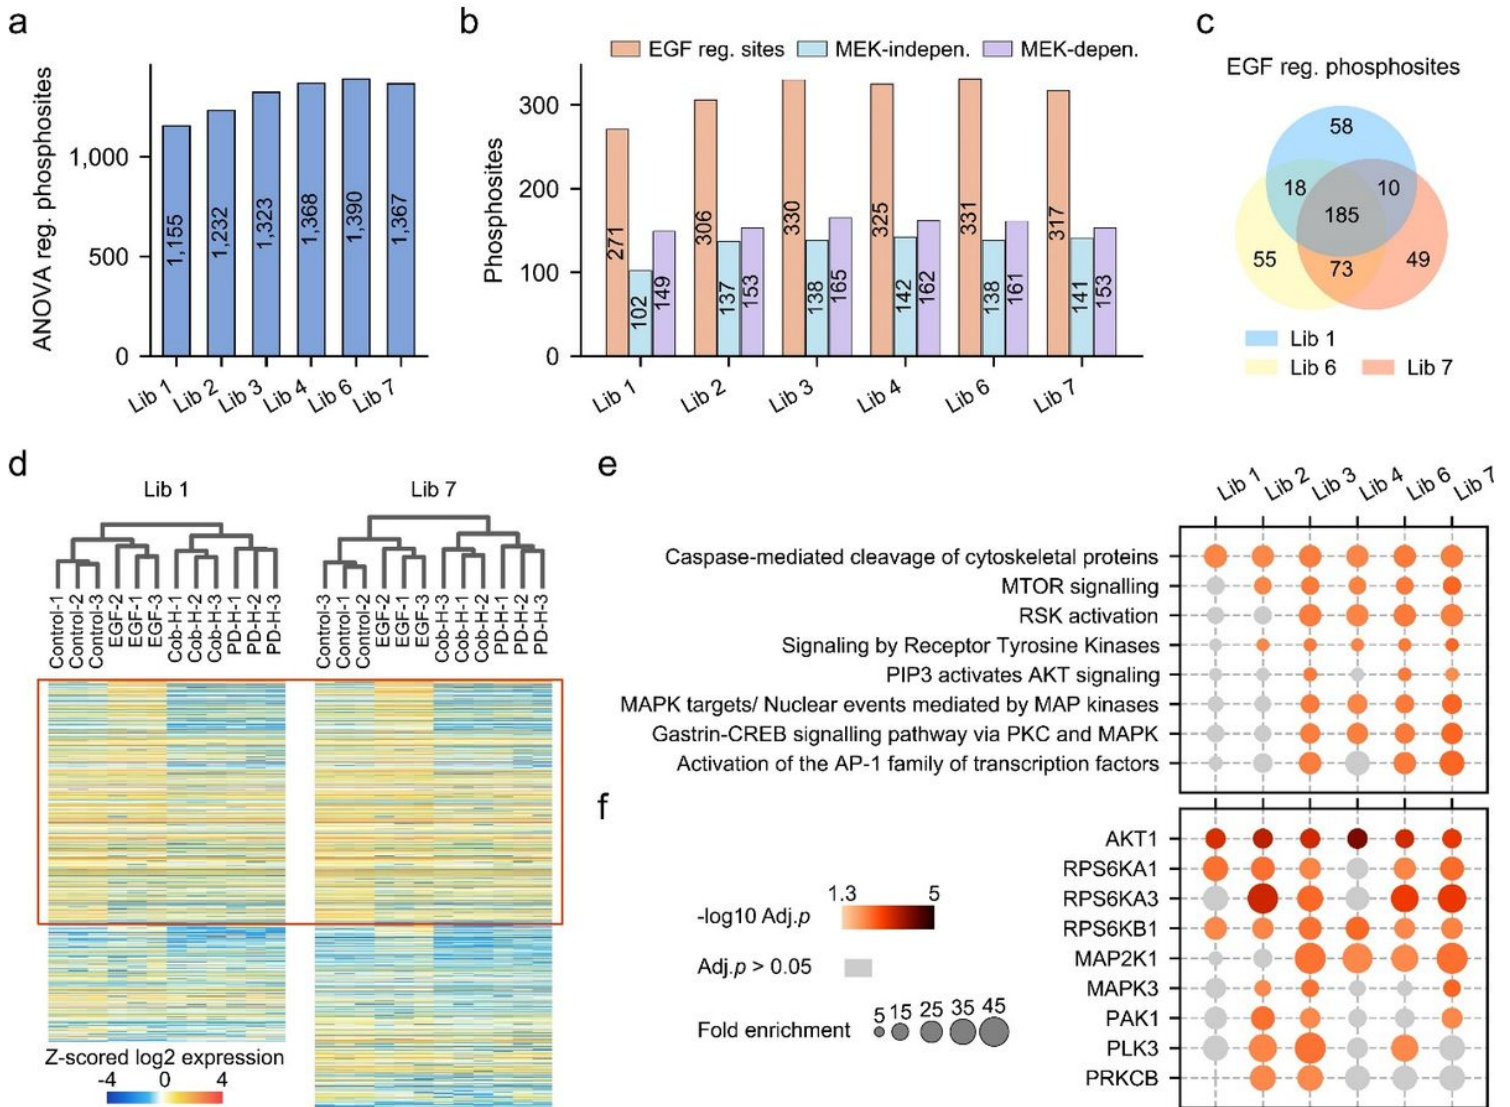 a
ANOVA reg. phosphosites
1,000
500
0
1,155
1,232
1,323
1,368
1,390
1,367
Lib 1
Lib 2
Lib 3
Lib 4
Lib 6
Lib 7
b
EGF reg. sites
MEK-indepen.
MEK-depen.
Phosphosites
300
200
100
0
271
102
149
306
137
153
330
138
165
325
142
162
331
138
161
317
141
153
Lib 1
Lib 2
Lib 3
Lib 4
Lib 6
Lib 7
c
EGF reg. phosphosites
58
18
10
185
55
73
49
Lib 1
Lib 6
Lib 7
d
Lib 1
Control-1
Control-2
Control-3
EGF-2
EGF-1
EGF-3
Cob-H-1
Cob-H-2
Cob-H-3
PD-H-1
PD-H-2
PD-H-3
Lib 7
Control-3
Control-1
Control-2
EGF-2
EGF-1
EGF-3
Cob-H-3
Cob-H-1
Cob-H-2
PD-H-1
PD-H-2
PD-H-3
Z-scored log2 expression
-4
0
4
e
Lib 1
Lib 2
Lib 3
Lib 4
Lib 6
Lib 7
Caspase-mediated cleavage of cytoskeletal proteins
MTOR signalling
RSK activation
Signaling by Receptor Tyrosine Kinases
PIP3 activates AKT signaling
MAPK targets/ Nuclear events mediated by MAP kinases
Gastrin-CREB signalling pathway via PKC and MAPK
Activation of the AP-1 family of transcription factors
f
AKT1
RPS6KA1
RPS6KA3
RPS6KB1
MAP2K1
MAPK3
PAK1
PLK3
PRKCB
1.3
5
-log10 Adj.p
Adj.p > 0.05
Fold enrichment
5 15 25 35 45